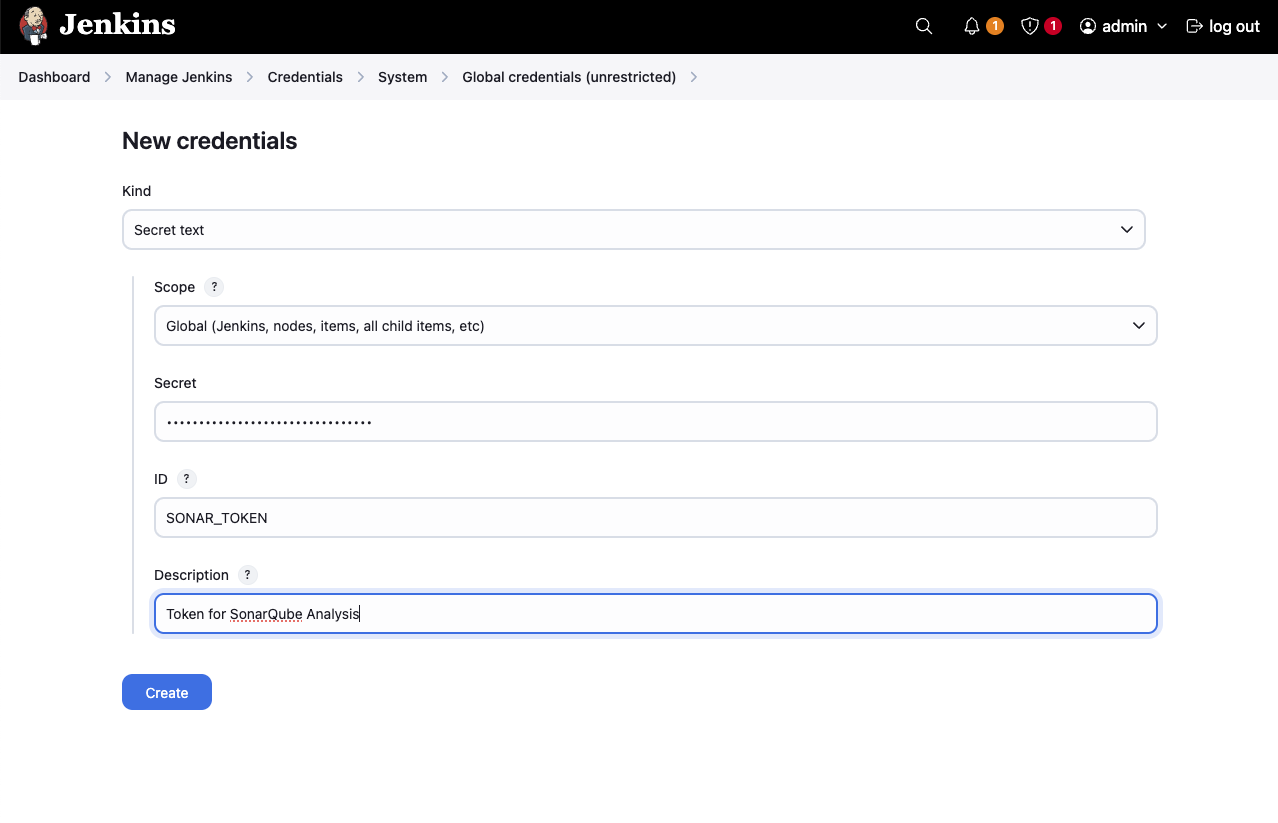 Jenkins 1 1 admin log out
Dashboard Manage Jenkins Credentials System Global credentials (unrestricted)
New credentials
Kind
Secret text
Scope ?
Global (Jenkins, nodes, items, all child items, etc)
Secret
••••••••••••••••••••••••••••••••
ID ?
SONAR_TOKEN
Description ?
Token for SonarQube Analysis
Create